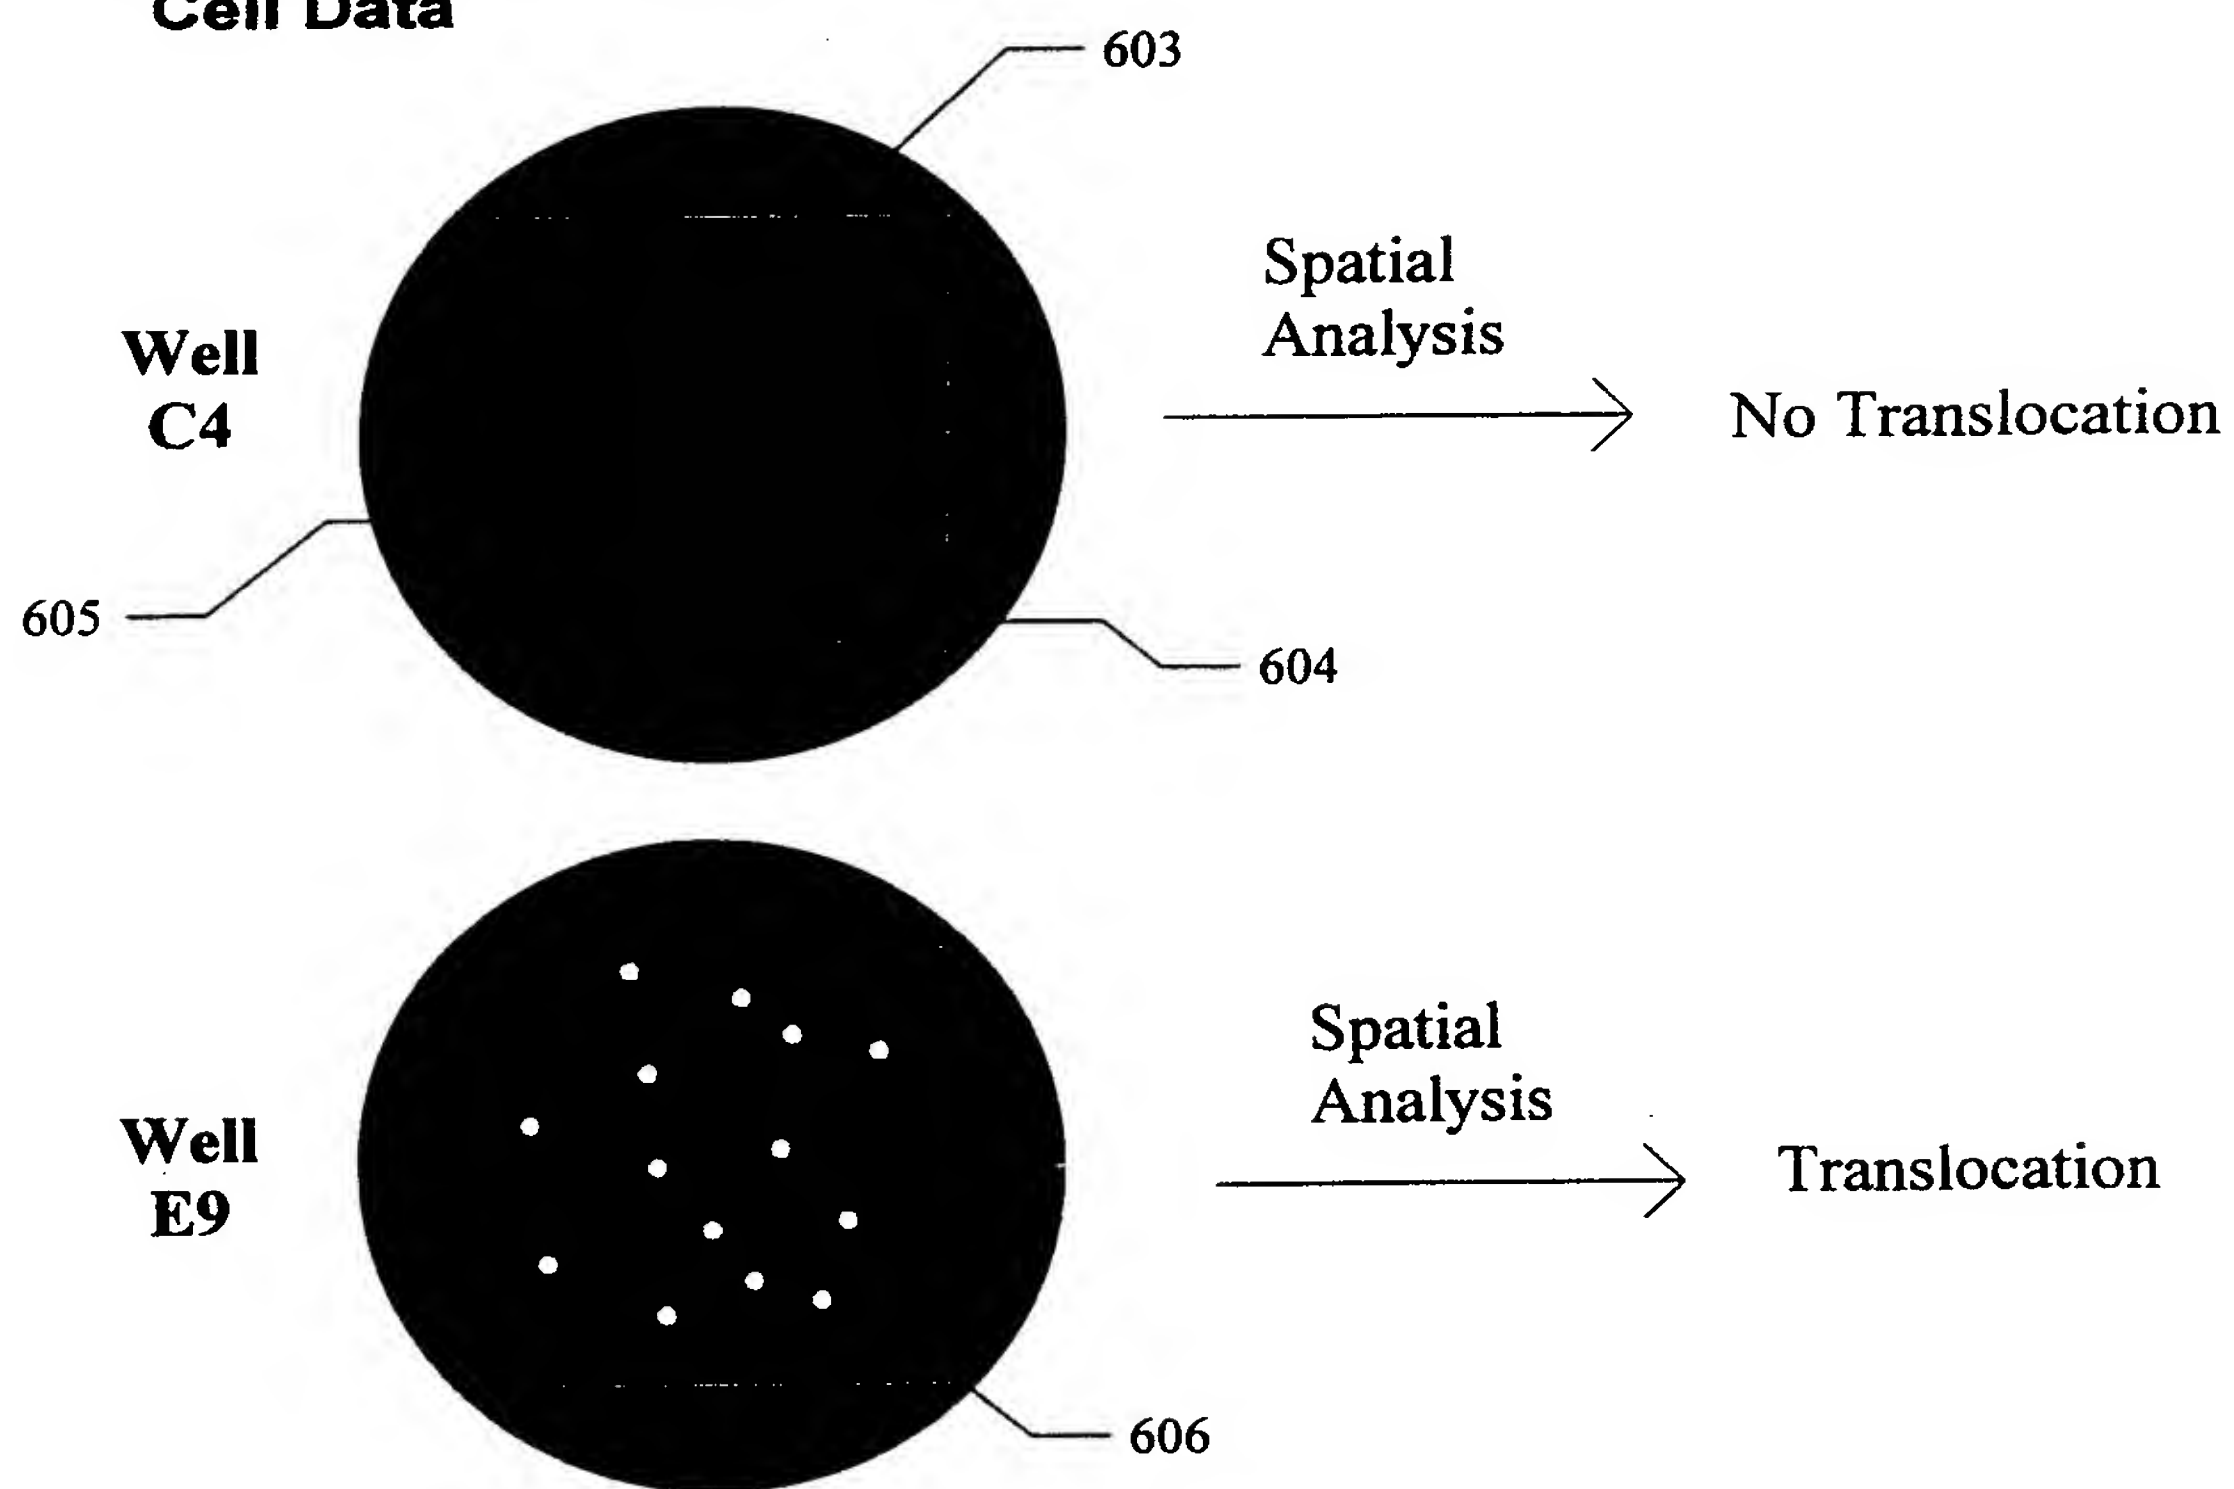 Cell Data
603
Spatial
Analysis
Well
C4
No Translocation
605
604
Spatial
Analysis
Well
E9
Translocation
606